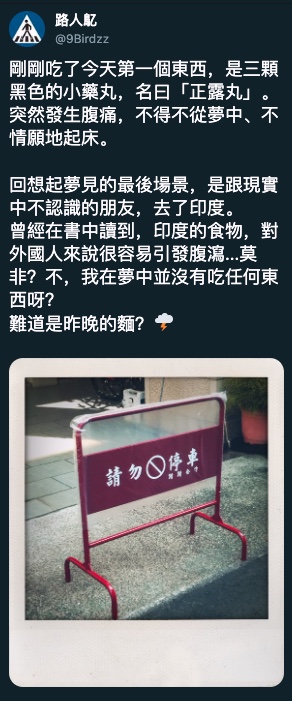 路人䰕
@9Birdzz
剛剛吃了今天第一個東西，是三顆
黑色的小藥丸，名曰「正露丸」。
突然發生腹痛，不得不從夢中、不
情願地起床。
回想起夢見的最後場景，是跟現實
中不認識的朋友，去了印度。
曾經在書中讀到，印度的食物，對
外國人來說很容易引發腹瀉...莫
非？不，我在夢中並沒有吃任何東
西呀？
難道是昨晚的麵？
請勿停車